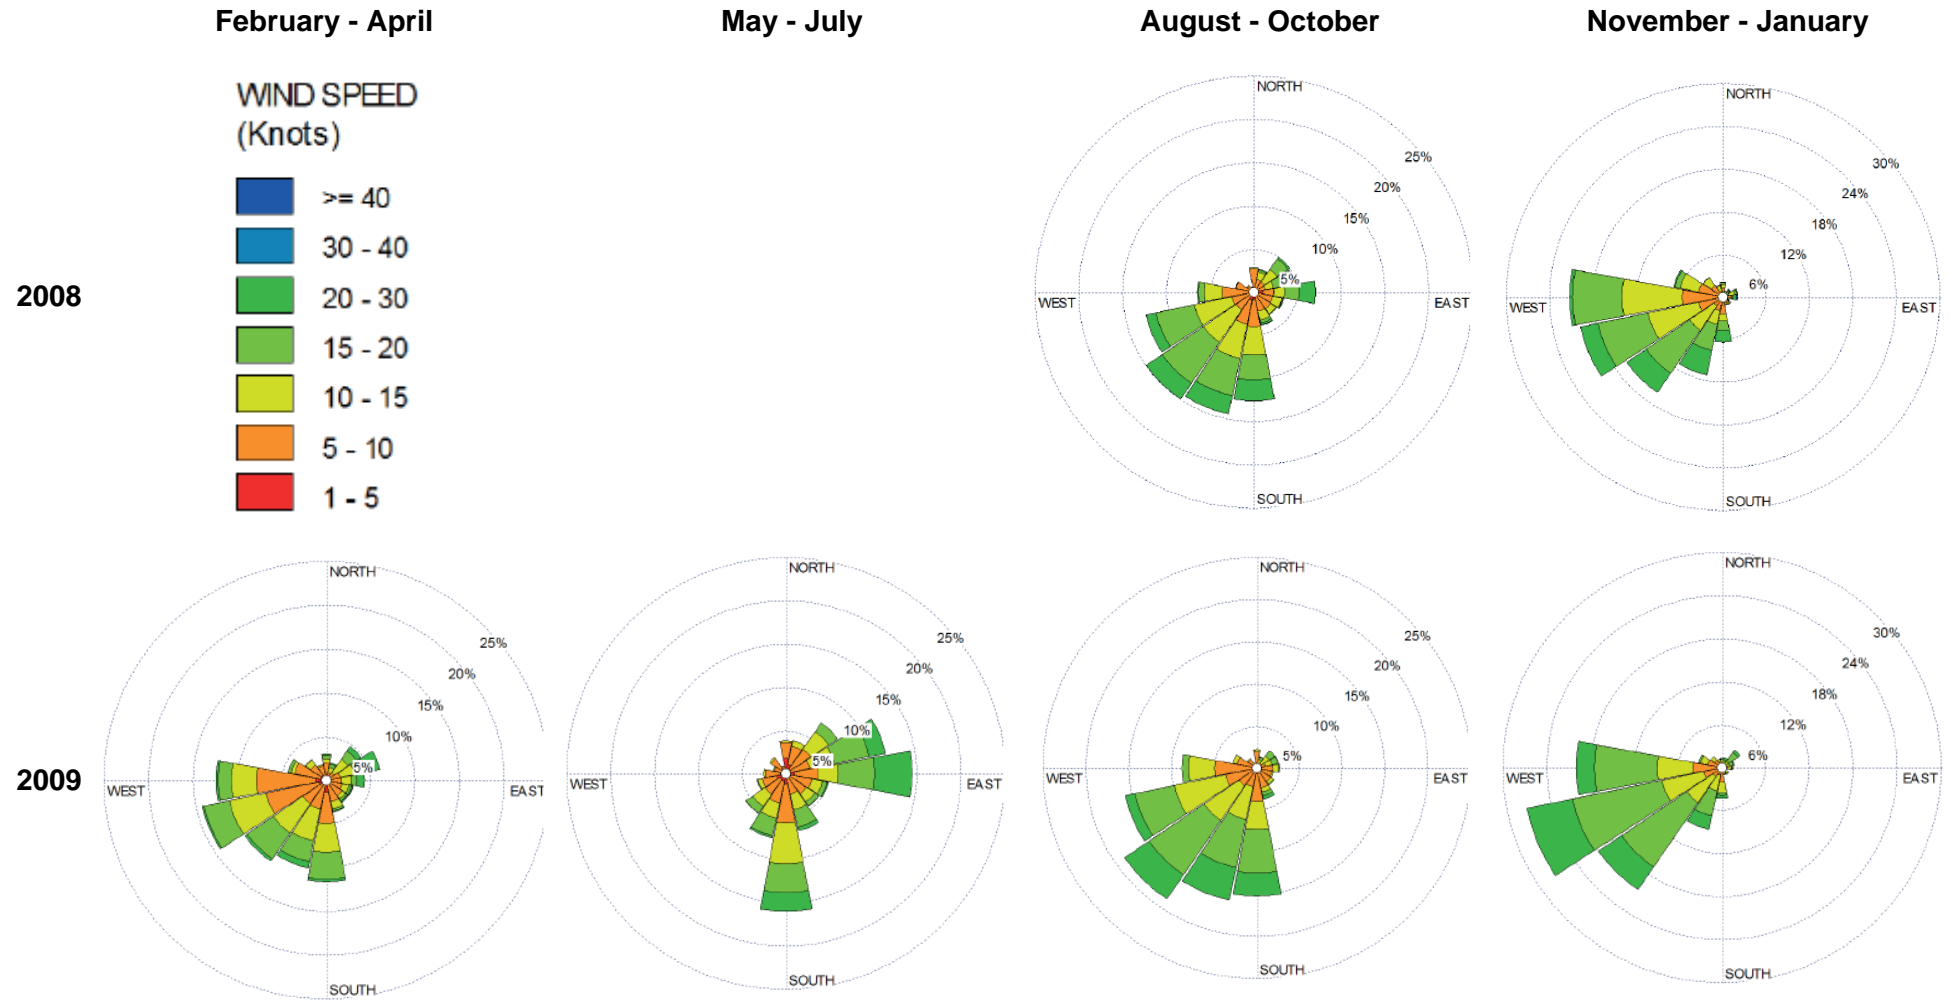 February - April
May - July
August - October
November - January
WIND SPEED
(Knots)
>= 40
30 - 40
20 - 30
15 - 20
10 - 15
5 - 10
1 - 5
2008
NORTH
25%
20%
15%
10%
5%
WEST
EAST
SOUTH
NORTH
30%
24%
18%
12%
6%
WEST
EAST
SOUTH
2009
NORTH
25%
20%
15%
10%
5%
WEST
EAST
SOUTH
NORTH
25%
20%
15%
10%
5%
WEST
EAST
SOUTH
NORTH
25%
20%
15%
10%
5%
WEST
EAST
SOUTH
NORTH
30%
24%
18%
12%
6%
WEST
EAST
SOUTH